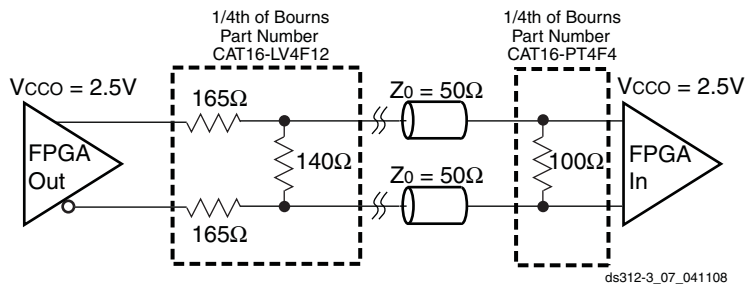 1/4th of Bourns
Part Number
CAT16-LV4F12
1/4th of Bourns
Part Number
CAT16-PT4F4
VCCO = 2.5V
165Ω
Z0 = 50Ω
VCCO = 2.5V
FPGA
Out
140Ω
Z0 = 50Ω
100Ω
FPGA
In
165Ω
ds312-3_07_041108